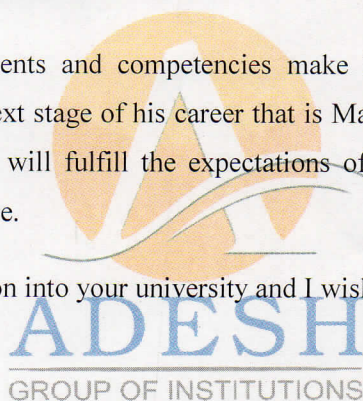 ents and competencies make
ext stage of his career that is Ma
will fulfill the expectations of
e.
on into your university and I wish
ADESH
GROUP OF INSTITUTIONS